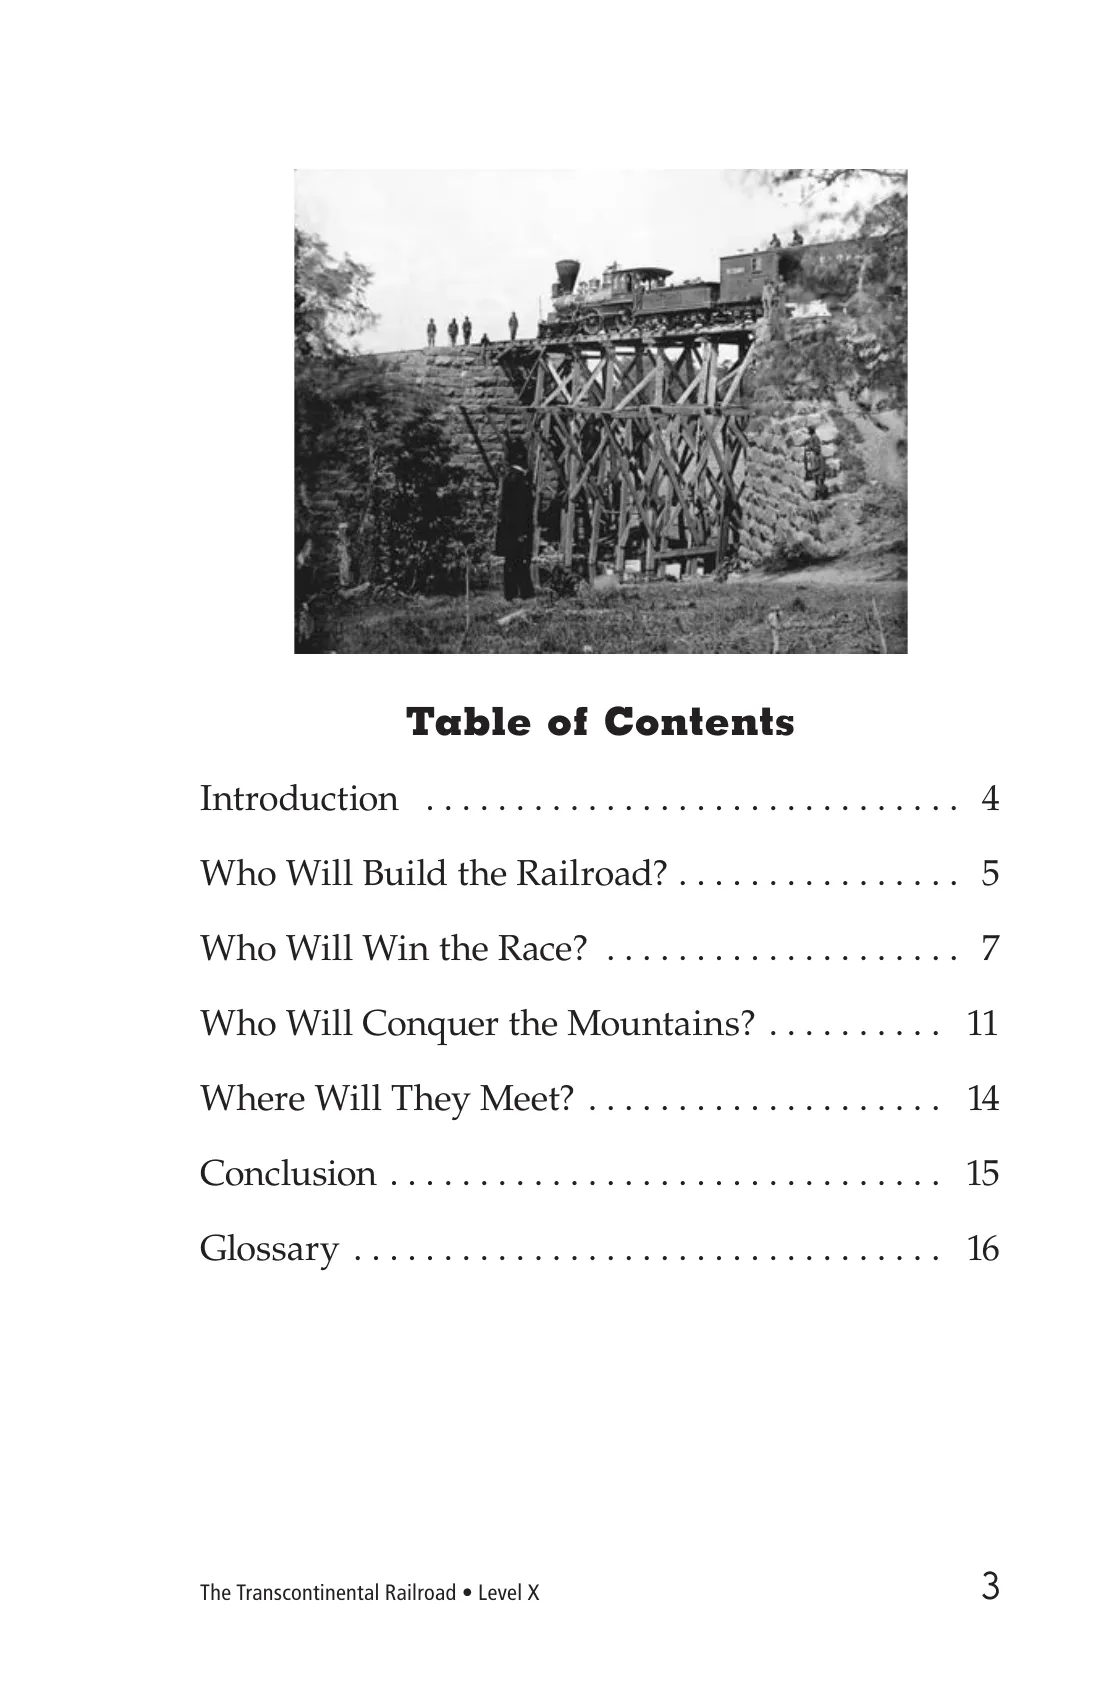 Table of Contents
Introduction . . . . . . . . . . . . . . . . . . . . . . . . . . . . . . 4
Who Will Build the Railroad? . . . . . . . . . . . . . . . . 5
Who Will Win the Race? . . . . . . . . . . . . . . . . . . . . 7
Who Will Conquer the Mountains? . . . . . . . . . . 11
Where Will They Meet? . . . . . . . . . . . . . . . . . . . . 14
Conclusion . . . . . . . . . . . . . . . . . . . . . . . . . . . . . . . 15
Glossary . . . . . . . . . . . . . . . . . . . . . . . . . . . . . . . . . 16
The Transcontinental Railroad • Level X 3